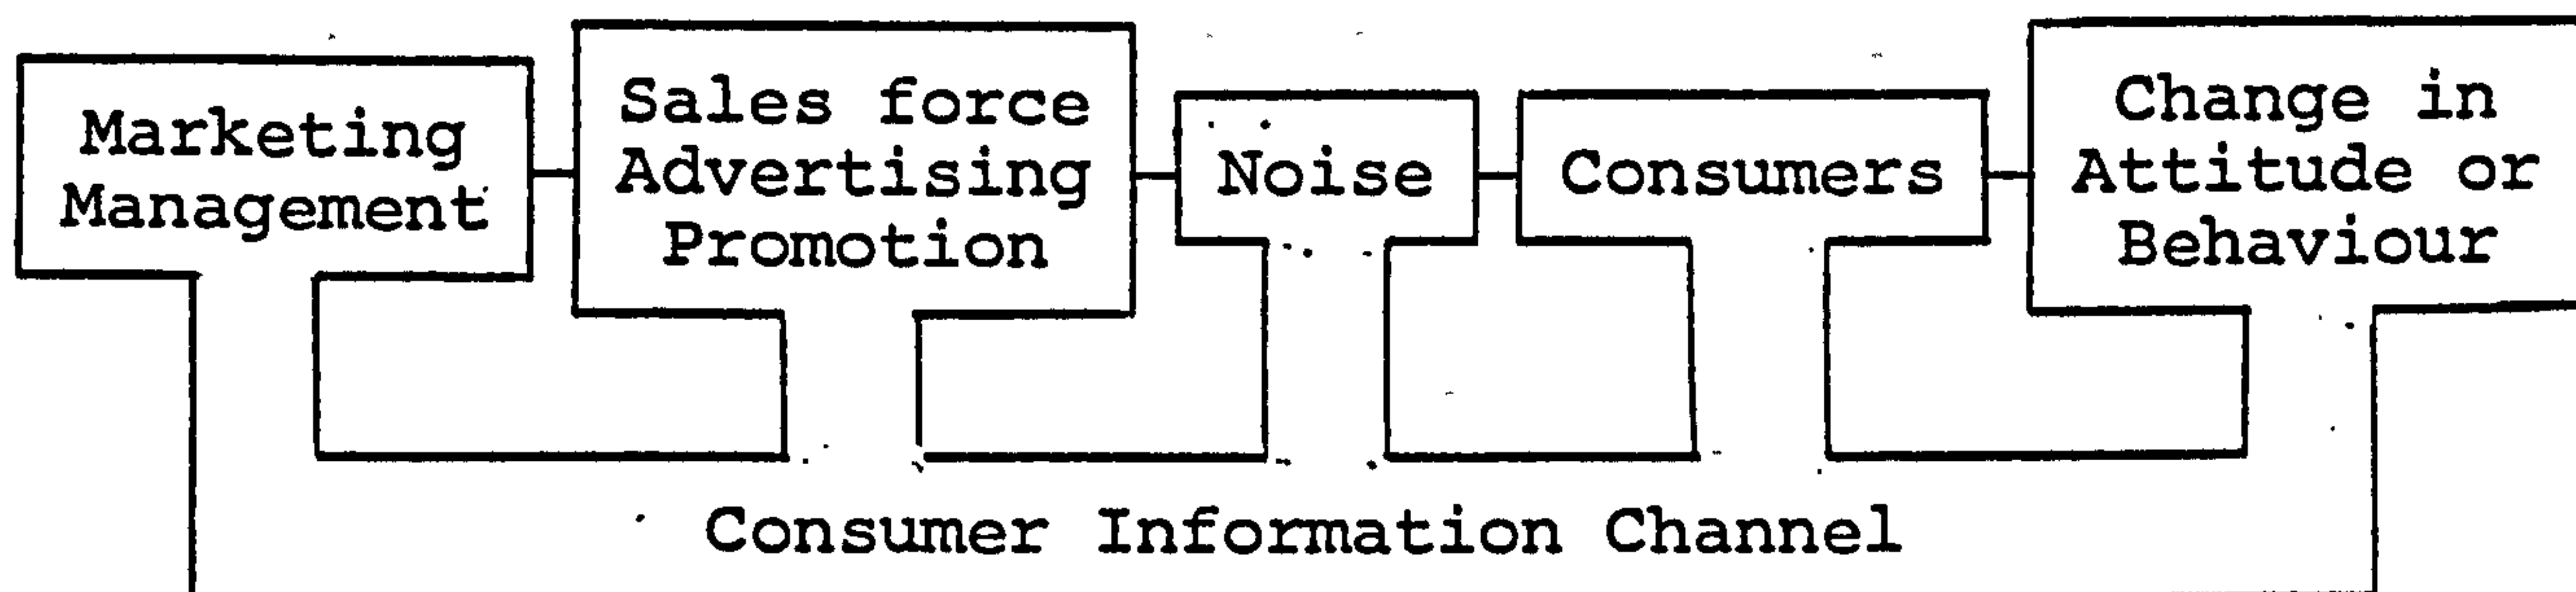 Marketing
Management
Sales force
Advertising
Promotion
Noise
Consumers
Change in
Attitude or
Behaviour
Consumer Information Channel